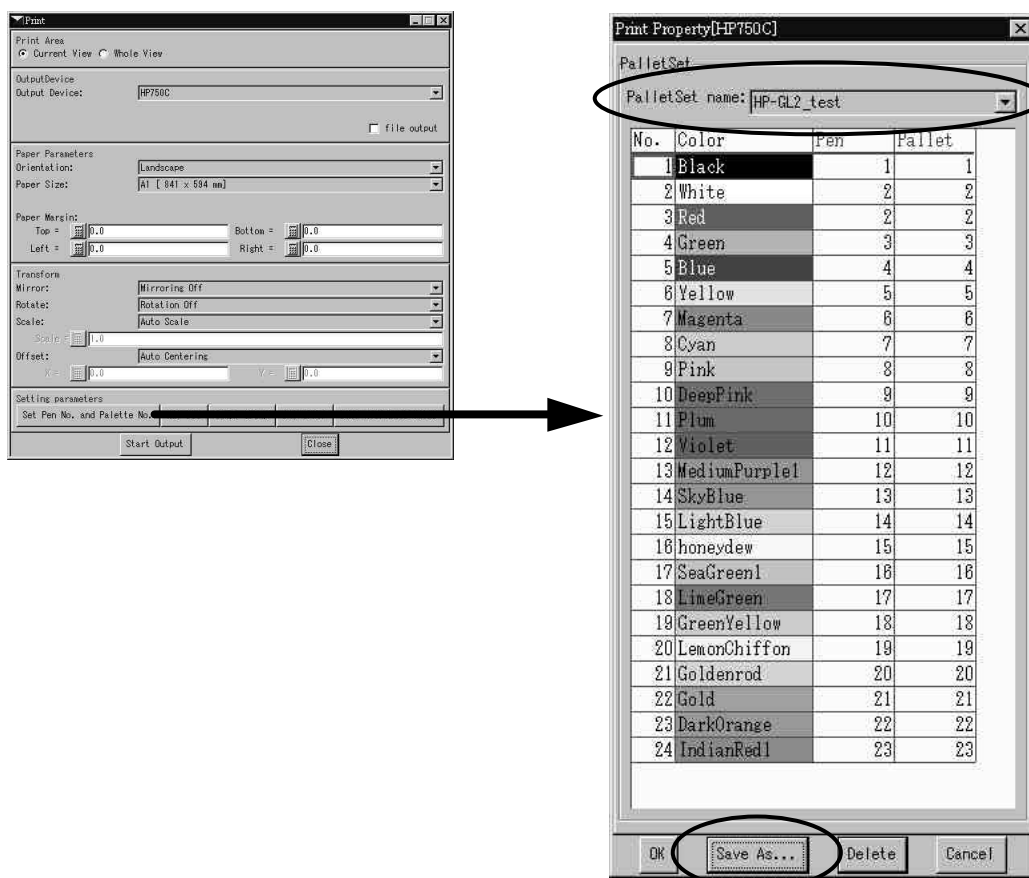 Print
Print Area
Current View Whole View
OutputDevice
Output Device: HP750C
file output
Paper Parameters
Orientation: Landscape
Paper Size: A1 [ 841 x 594 mm]
Paper Margin:
Top = 0.0 Bottom = 0.0
Left = 0.0 Right = 0.0
Transform
Mirror: Mirroring Off
Rotate: Rotation Off
Scale: Auto Scale
Scale = 1.0
Offset: Auto Centering
X = 0.0 Y = 0.0
Setting parameters
Set Pen No. and Palette No.
Start Output Close
Print Property[HP750C]
PalletSet
PalletSet name: HP-GL2_test
No. Color Pen Pallet
1 Black 1 1
2 White 2 2
3 Red 2 2
4 Green 3 3
5 Blue 4 4
6 Yellow 5 5
7 Magenta 6 6
8 Cyan 7 7
9 Pink 8 8
10 DeepPink 9 9
11 Plum 10 10
12 Violet 11 11
13 MediumPurple1 12 12
14 SkyBlue 13 13
15 LightBlue 14 14
16 honeydew 15 15
17 SeaGreen1 16 16
18 LimeGreen 17 17
19 GreenYellow 18 18
20 LemonChiffon 19 19
21 Goldenrod 20 20
22 Gold 21 21
23 DarkOrange 22 22
24 IndianRed1 23 23
OK Save As... Delete Cancel